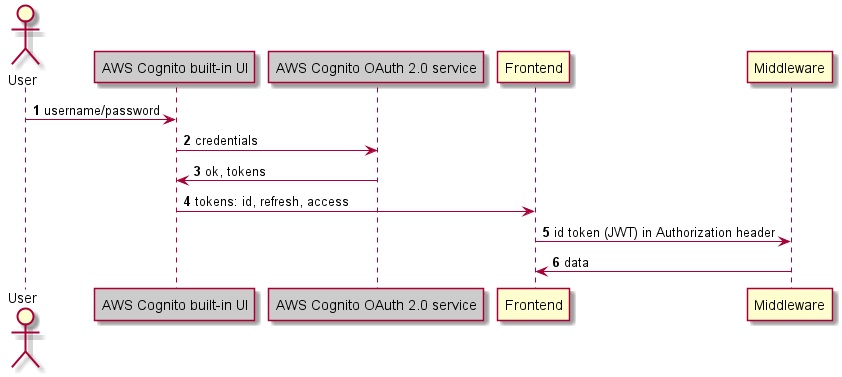 User
AWS Cognito built-in UI
AWS Cognito OAuth 2.0 service
Frontend
Middleware
1 username/password
2 credentials
3 ok, tokens
4 tokens: id, refresh, access
5 id token (JWT) in Authorization header
6 data
User
AWS Cognito built-in UI
AWS Cognito OAuth 2.0 service
Frontend
Middleware